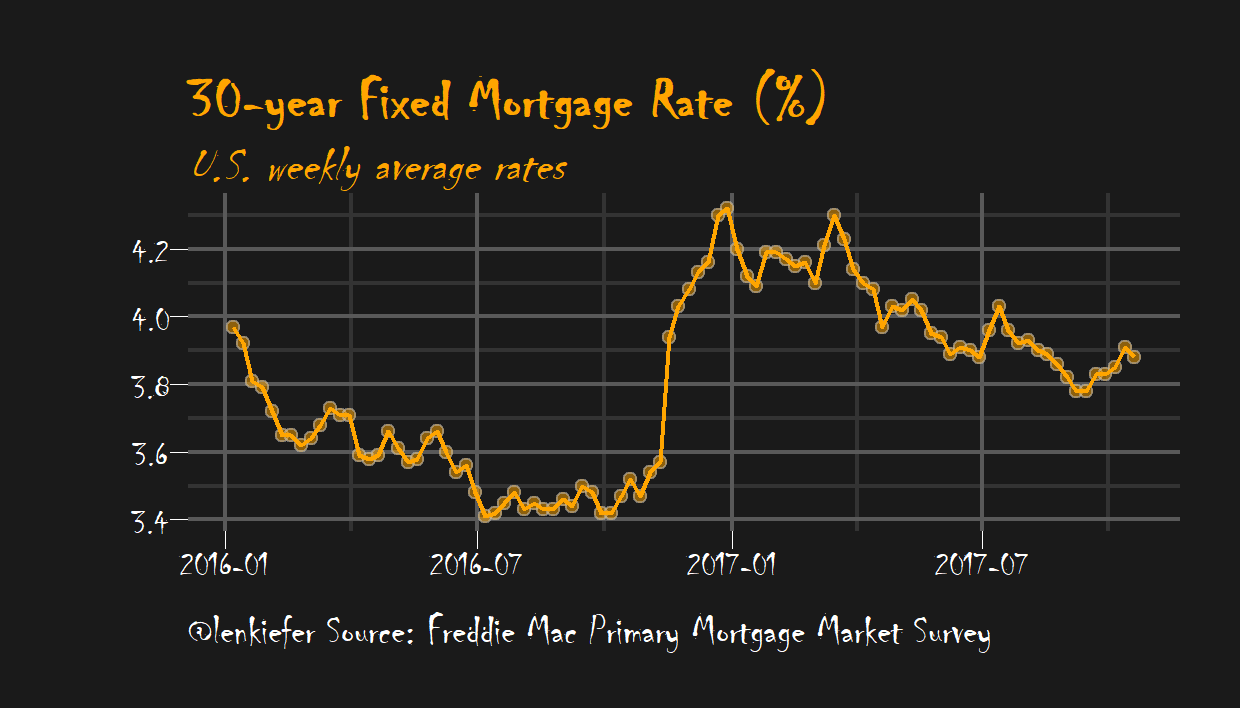 30-year Fixed Mortgage Rate (%)
U.S. weekly average rates
4.2
4.0
3.8
3.6
3.4
2016-01 2016-07 2017-01 2017-07
@lenkiefer Source: Freddie Mac Primary Mortgage Market Survey